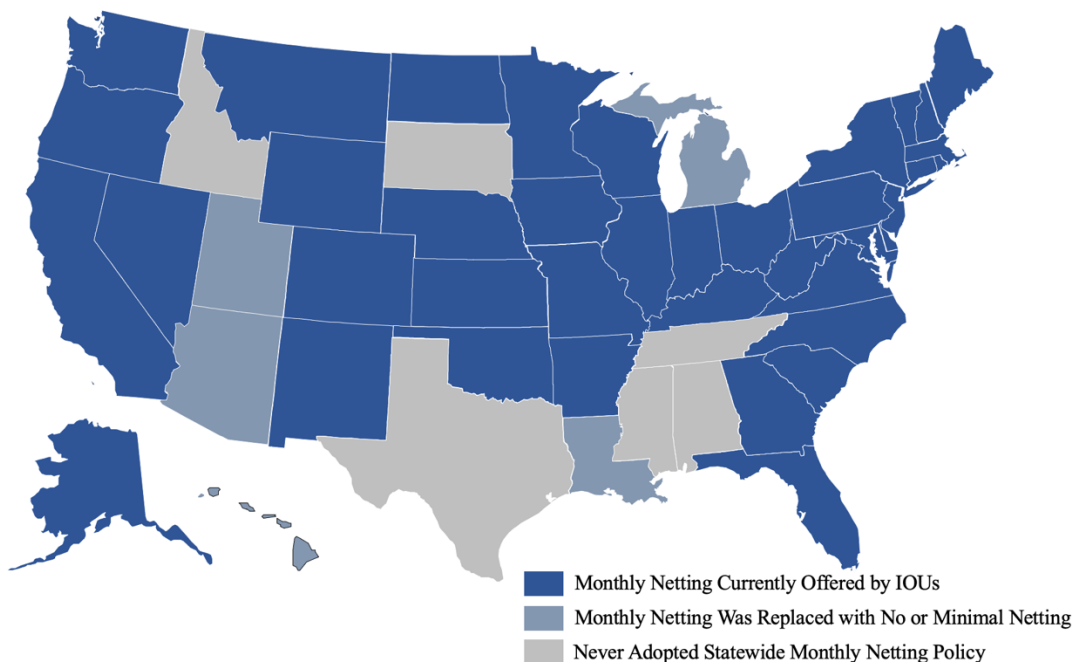 Monthly Netting Currently Offered by IOUs
Monthly Netting Was Replaced with No or Minimal Netting
Never Adopted Statewide Monthly Netting Policy